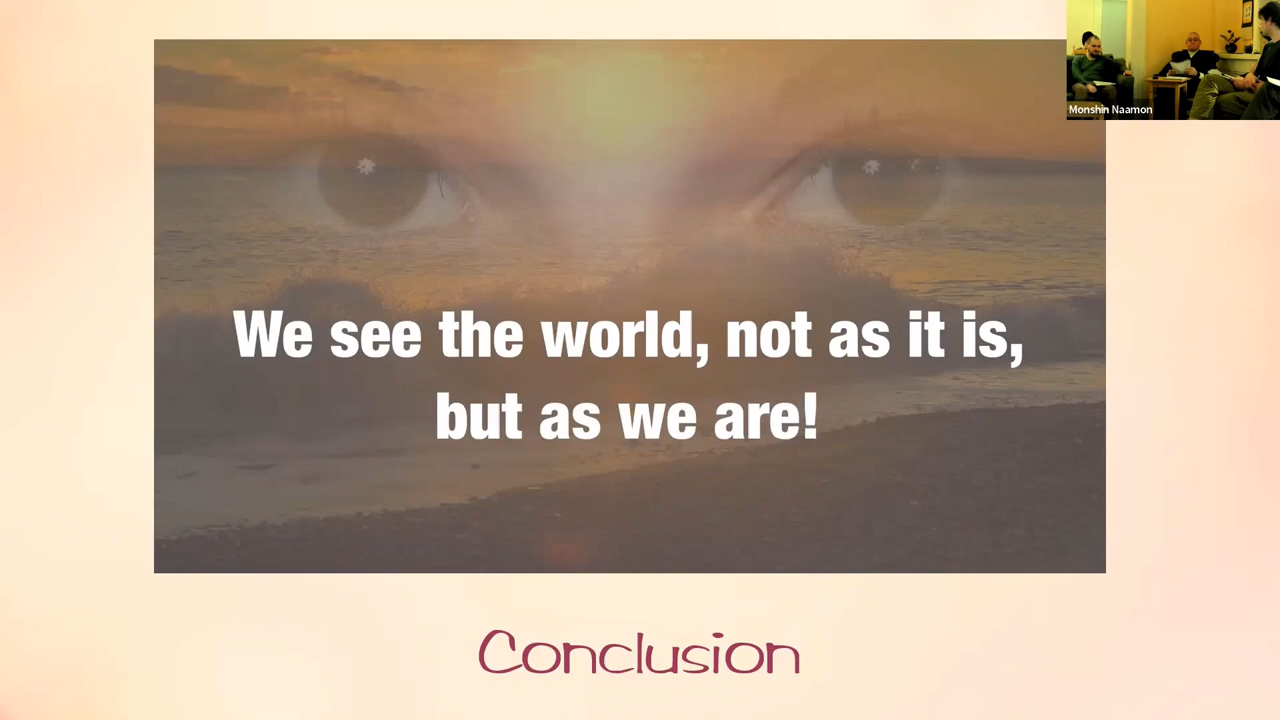 Monshin Naamon
We see the world, not as it is,
but as we are!
Conclusion